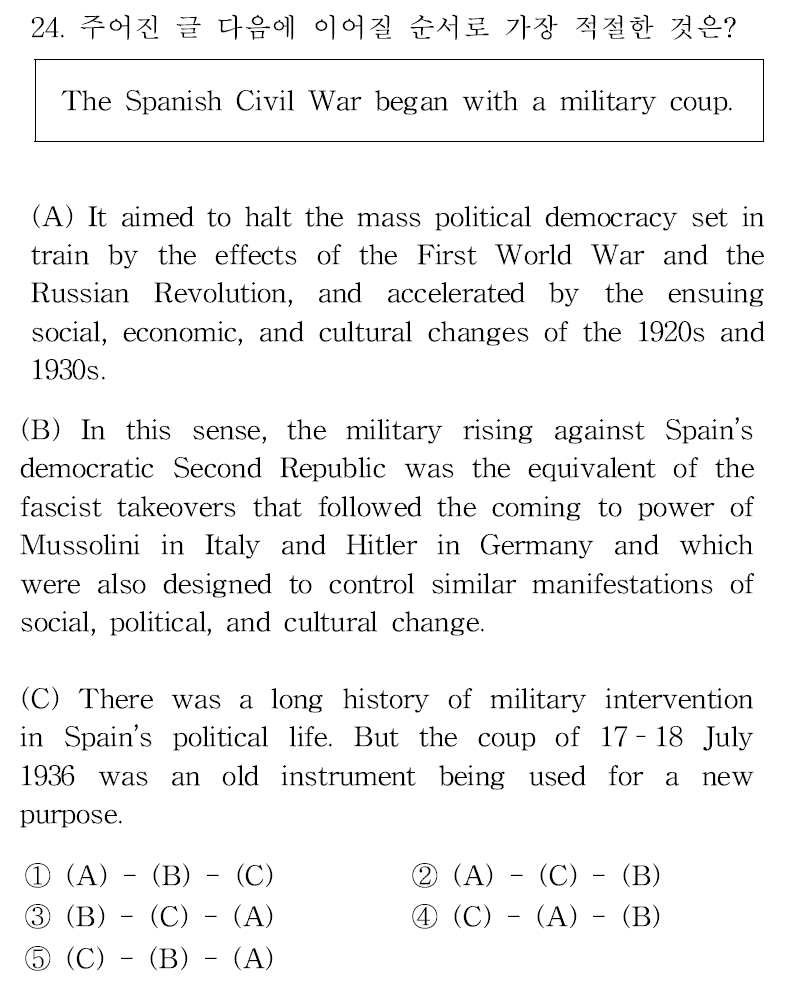 24. 주어진 글 다음에 이어질 순서로 가장 적절한 것은?
The Spanish Civil War began with a military coup.
(A) It aimed to halt the mass political democracy set in
train by the effects of the First World War and the
Russian Revolution, and accelerated by the ensuing
social, economic, and cultural changes of the 1920s and
1930s.
(B) In this sense, the military rising against Spain's
democratic Second Republic was the equivalent of the
fascist takeovers that followed the coming to power of
Mussolini in Italy and Hitler in Germany and which
were also designed to control similar manifestations of
social, political, and cultural change.
(C) There was a long history of military intervention
in Spain's political life. But the coup of 17-18 July
1936 was an old instrument being used for a new
purpose.
① (A) - (B) - (C) ② (A) - (C) - (B)
③ (B) - (C) - (A) ④ (C) - (A) - (B)
⑤ (C) - (B) - (A)